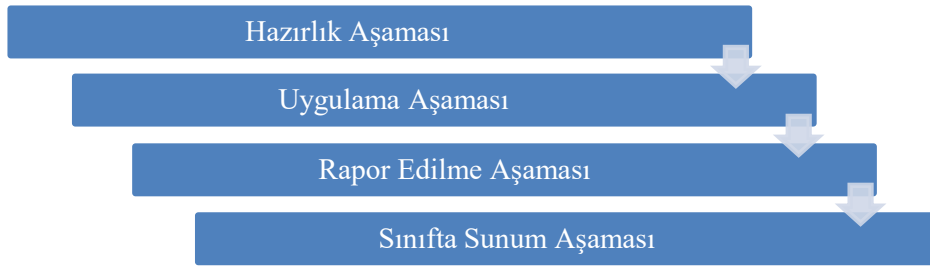 Hazırlık Aşaması
Uygulama Aşaması
Rapor Edilme Aşaması
Sınıfta Sunum Aşaması